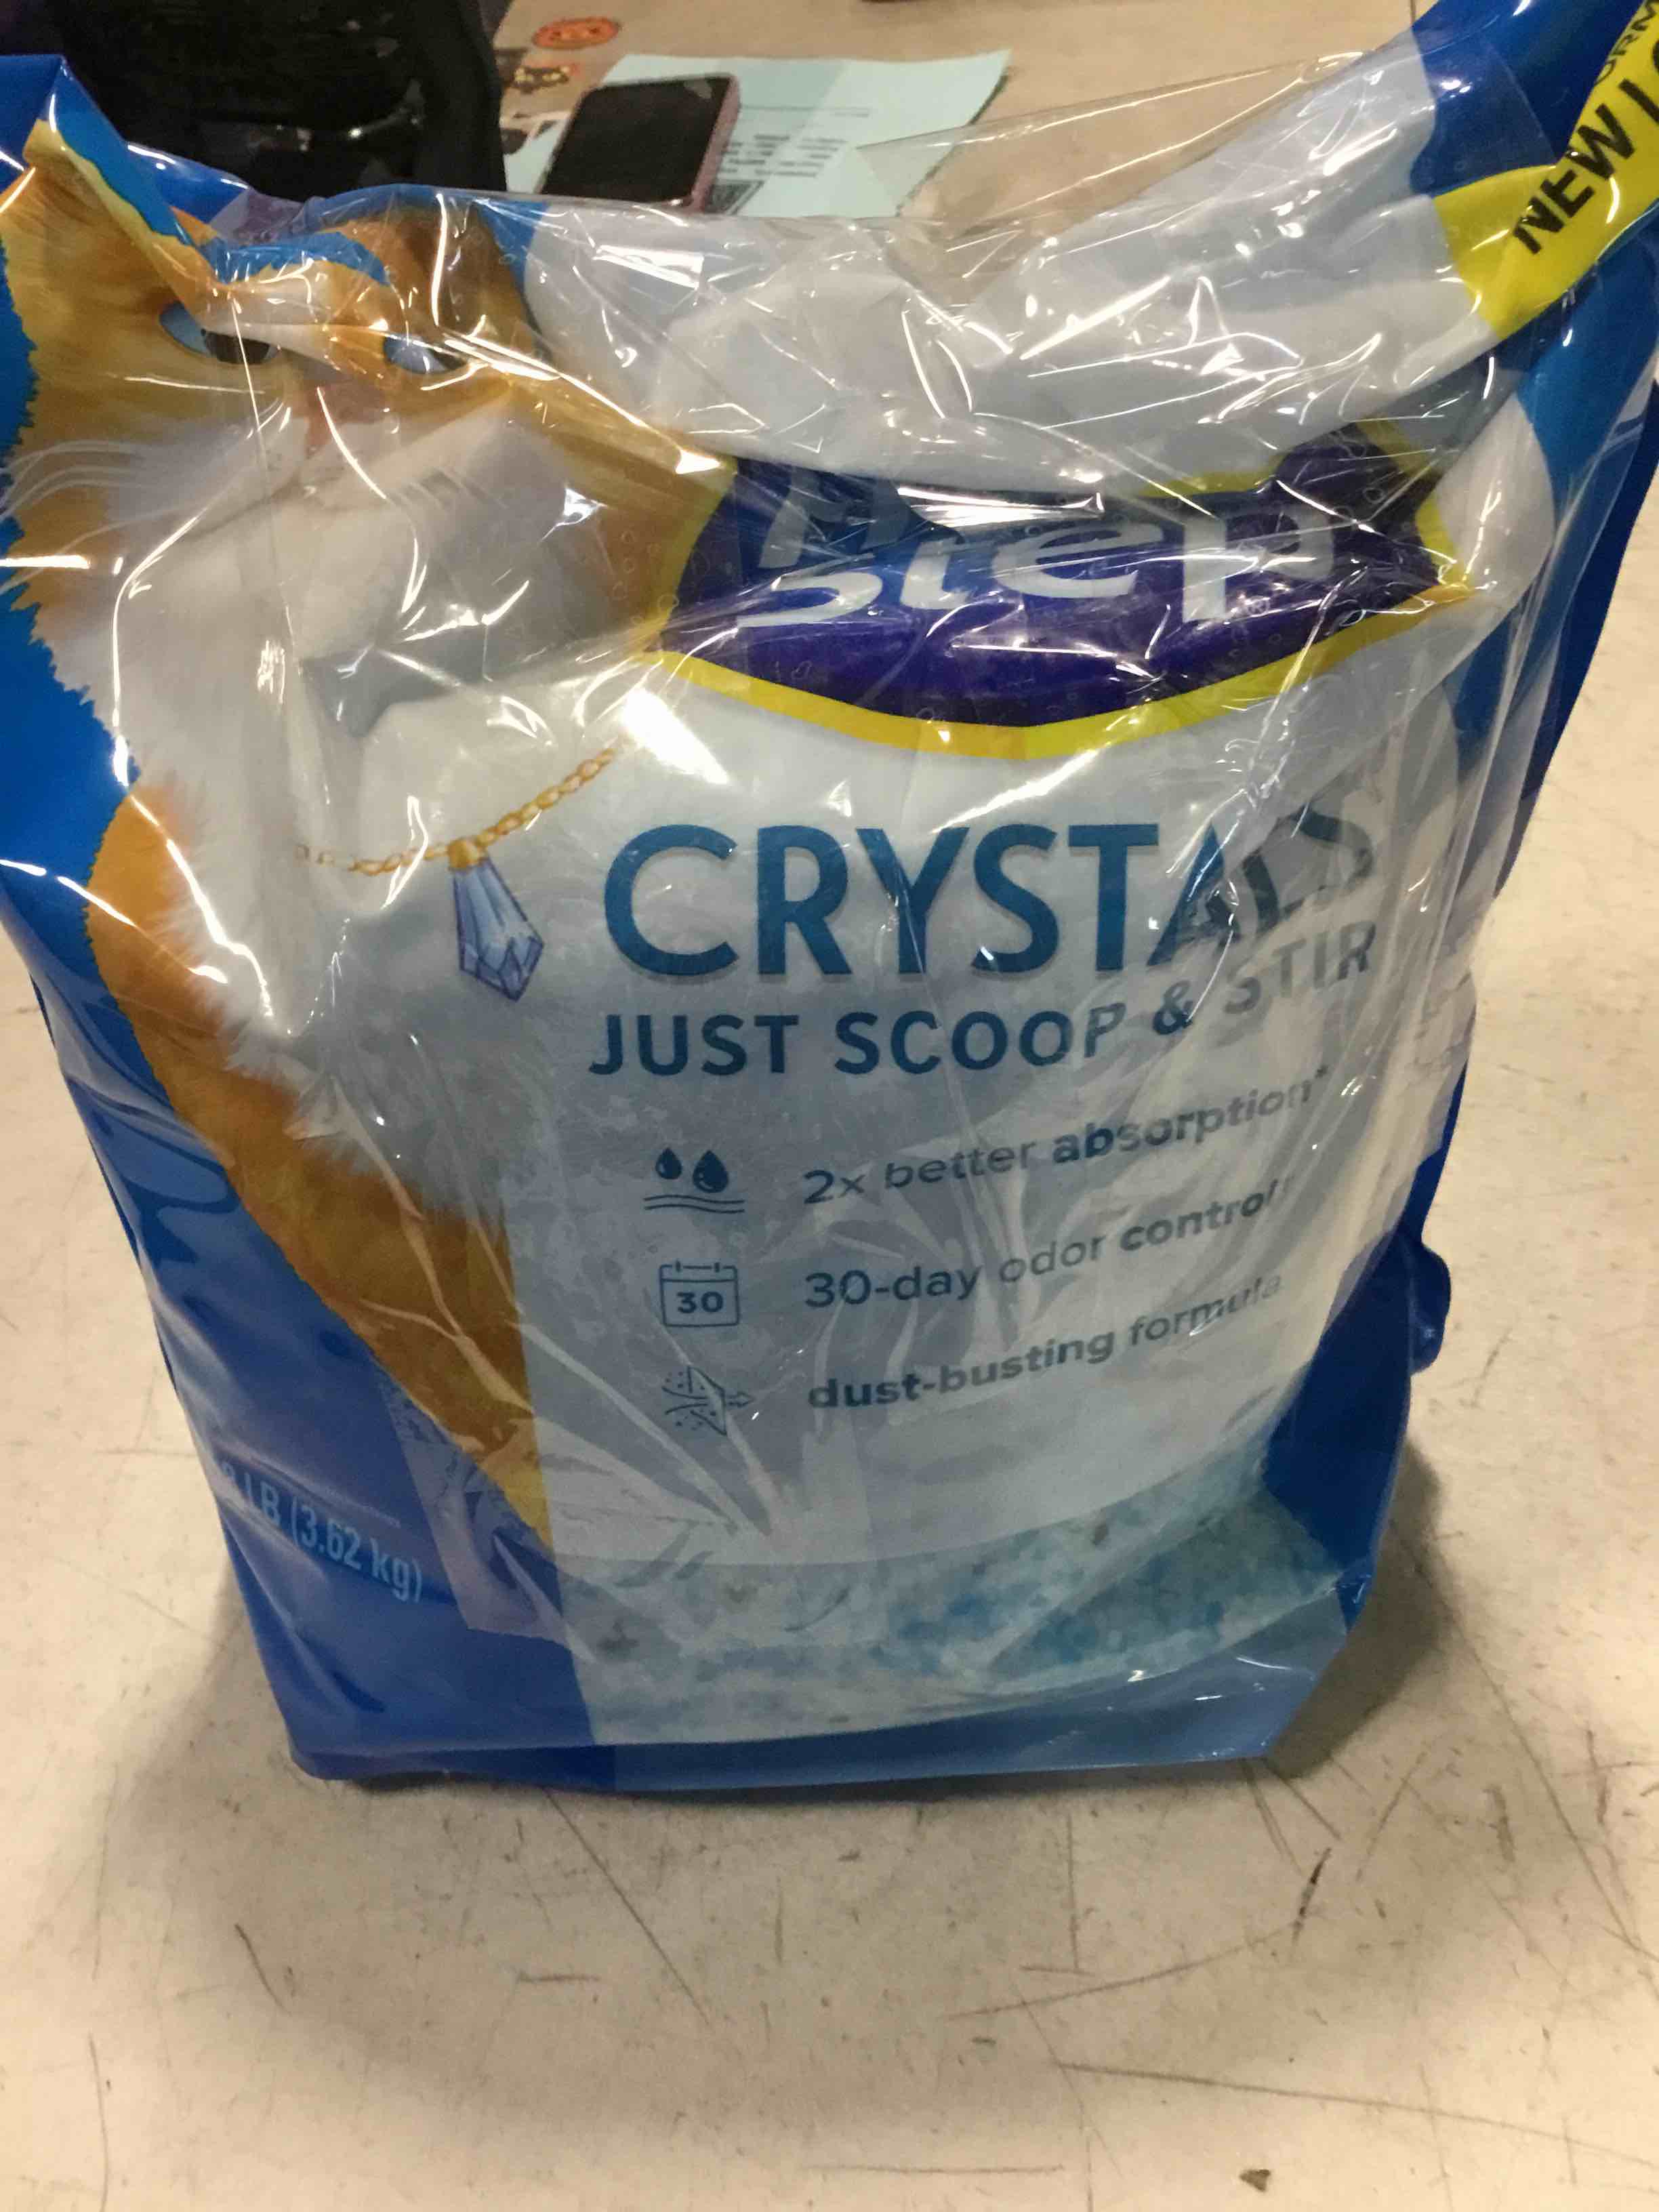 NEW
Step
CRYSTALS
JUST SCOOP & STIR
2x better absorption*
30-day odor control
30
dust-busting formula
LB (3.62 kg)